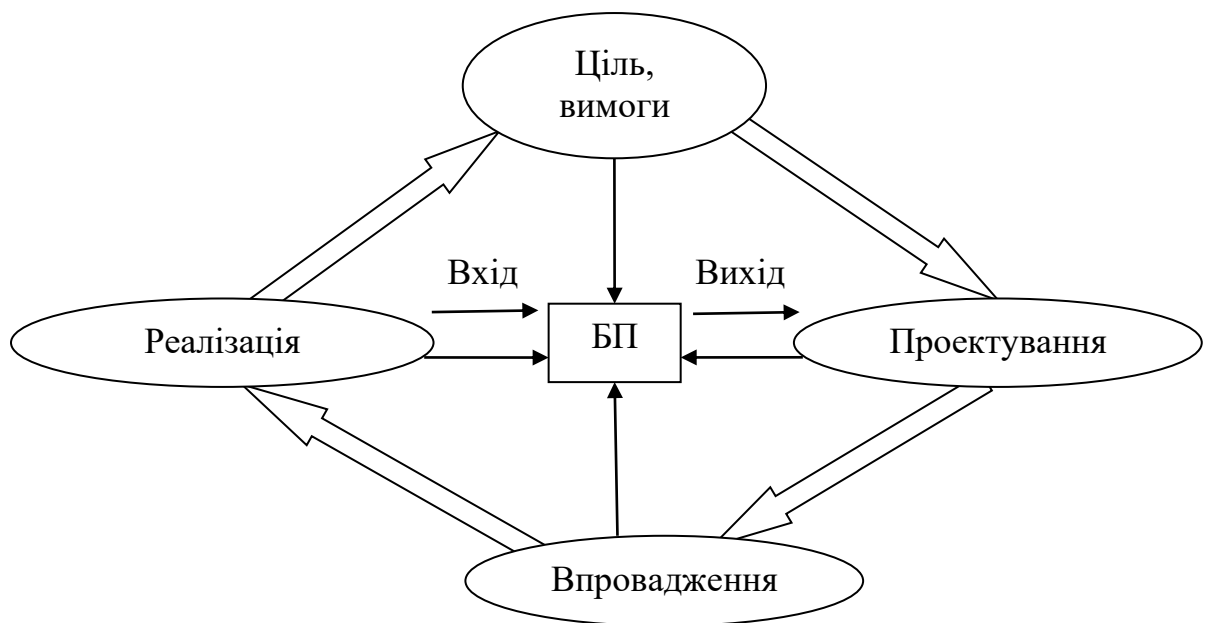 Ціль,
вимоги
Вхід
Вихід
Реалізація
БП
Проектування
Впровадження